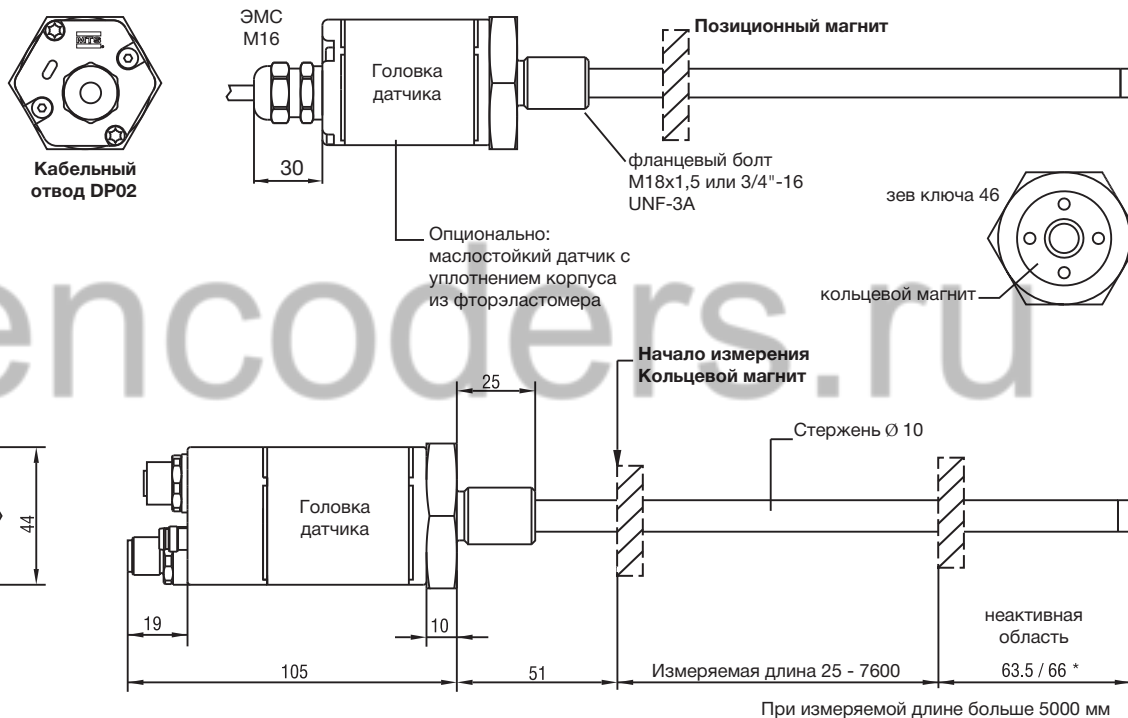 ЭМС
M16
MTS
Головка
датчика
Позиционный магнит
Кабельный
отвод DP02
30
фланцевый болт
M18x1,5 или 3/4"-16
UNF-3A
зев ключа 46
Опционально:
маслостойкий датчик с
уплотнением корпуса
из фторэластомера
кольцевой магнит
encoders.ru
Начало измерения
Кольцевой магнит
25
Стержень Ø 10
44
Головка
датчика
19
10
неактивная
область
105
51
Измеряемая длина 25 - 7600
63.5 / 66 *
При измеряемой длине больше 5000 мм